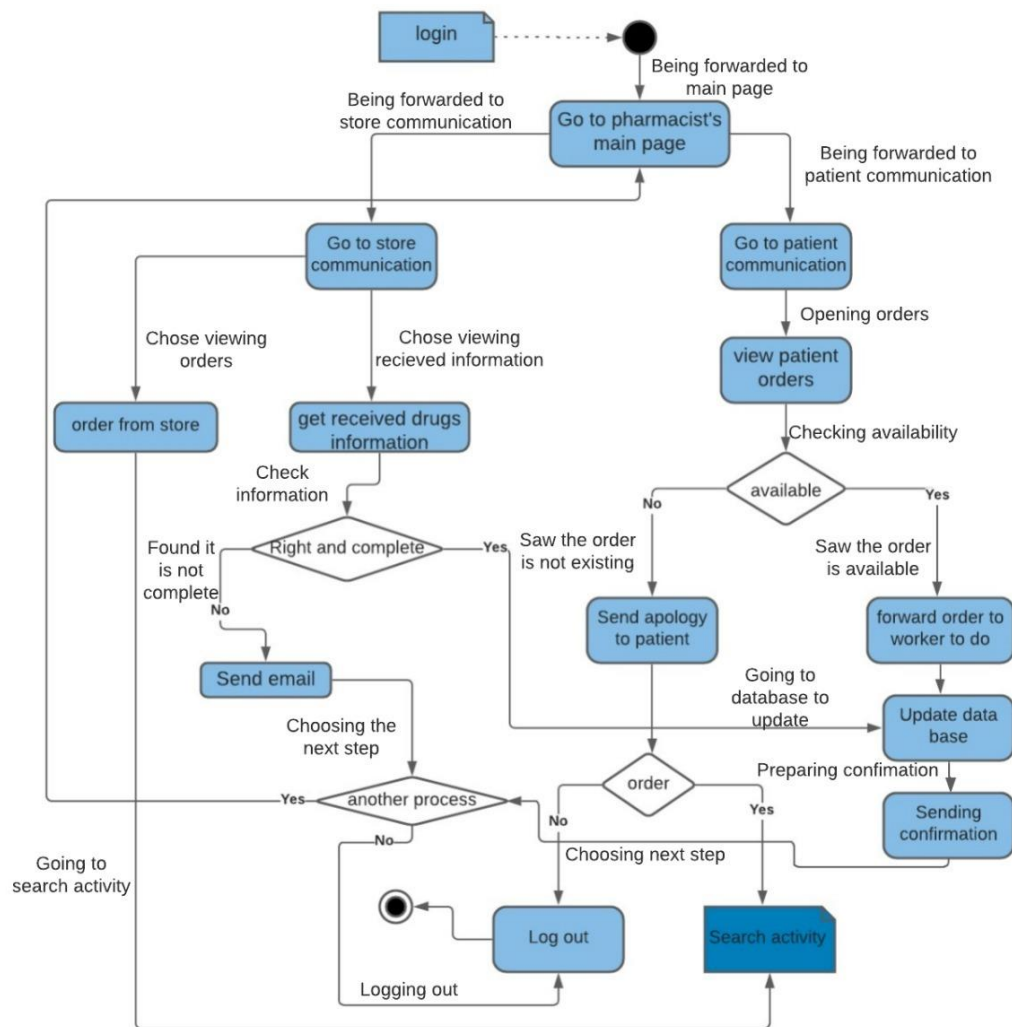 login
Being forwarded to
main page
Being forwarded to
store communication
Go to pharmacist's
main page
Being forwarded to
patient communication
Go to store
communication
Go to patient
communication
Opening orders
Chose viewing
orders
Chose viewing
recieved information
view patient
orders
order from store
get received drugs
information
Checking availability
Check
information
available
No
Yes
Right and complete
Yes
Found it
is not
complete
No
Saw the order
is not existing
Saw the order
is available
Send apology
to patient
forward order to
worker to do
Send email
Going to
database to
update
Update data
base
Choosing the
next step
Preparing confimation
another process
Yes
No
order
No
Yes
Sending
confirmation
Choosing next step
Going to
search activity
Log out
Search activity
Logging out